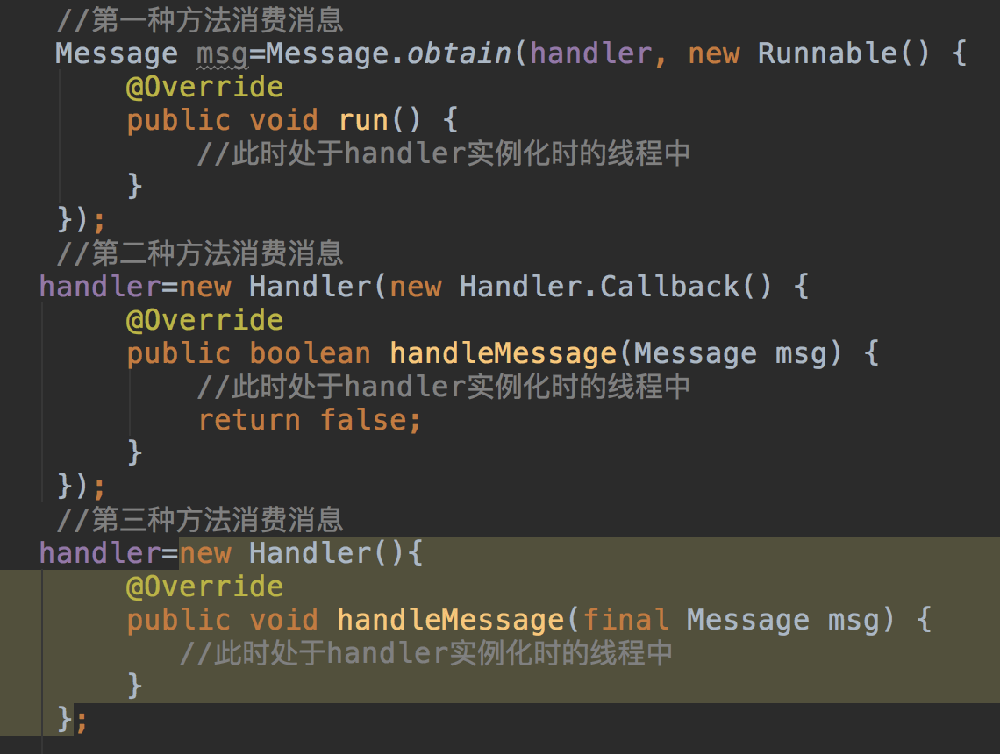 //第一种方法消费消息
Message msg=Message.obtain(handler, new Runnable() {
@Override
public void run() {
//此时处于handler实例化时的线程中
}
});
//第二种方法消费消息
handler=new Handler(new Handler.Callback() {
@Override
public boolean handleMessage(Message msg) {
//此时处于handler实例化时的线程中
return false;
}
});
//第三种方法消费消息
handler=new Handler(){
@Override
public void handleMessage(final Message msg) {
//此时处于handler实例化时的线程中
}
};